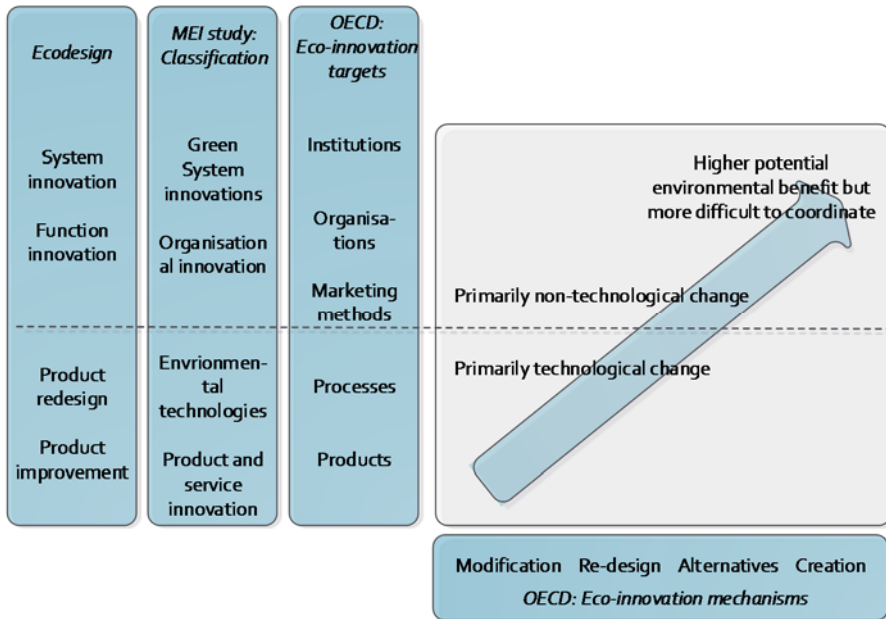 Ecodesign
System
innovation
Function
innovation
Product
redesign
Product
improvement
MEI study:
Classification
Green
System
innovations
Organisation
al innovation
Envrionmen-
tal
technologies
Product and
service
innovation
OECD:
Eco-innovation
targets
Institutions
Organisa-
tions
Marketing
methods
Processes
Products
Higher potential
environmental benefit but
more difficult to coordinate
Primarily non-technological change
Primarily technological change
Modification Re-design Alternatives Creation
OECD: Eco-innovation mechanisms